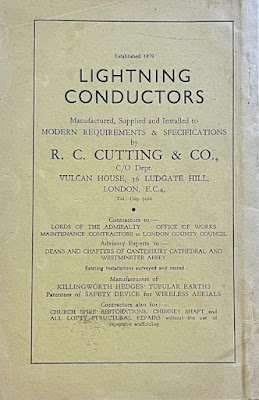 Established 1879
LIGHTNING
CONDUCTORS
Manufactured, Supplied and Installed to
MODERN REQUIREMENTS & SPECIFICATIONS
by
R. C. CUTTING & CO.,
C/O Dept.
VULCAN HOUSE, 56 LUDGATE HILL,
LONDON, E.C.4,
Tel: City
Contractors to:—
LORDS OF THE ADMIRALTY OFFICE OF WORKS
MAINTENANCE CONTRACTORS to LONDON COUNTY COUNCIL
Advisory Experts to:—
DEANS AND CHAPTERS OF CANTERBURY CATHEDRAL AND
WESTMINSTER ABBEY
Existing installations surveyed and tested
Manufacturers of
KILLINGWORTH HEDGES' TUBULAR EARTHS
Patentees of SAFETY DEVICE for WIRELESS AERIALS
Contractors also for:—
CHURCH SPIRE RESTORATIONS, CHIMNEY SHAFT and
ALL LOFTY STRUCTURAL REPAIRS without the use of
expensive scaffolding